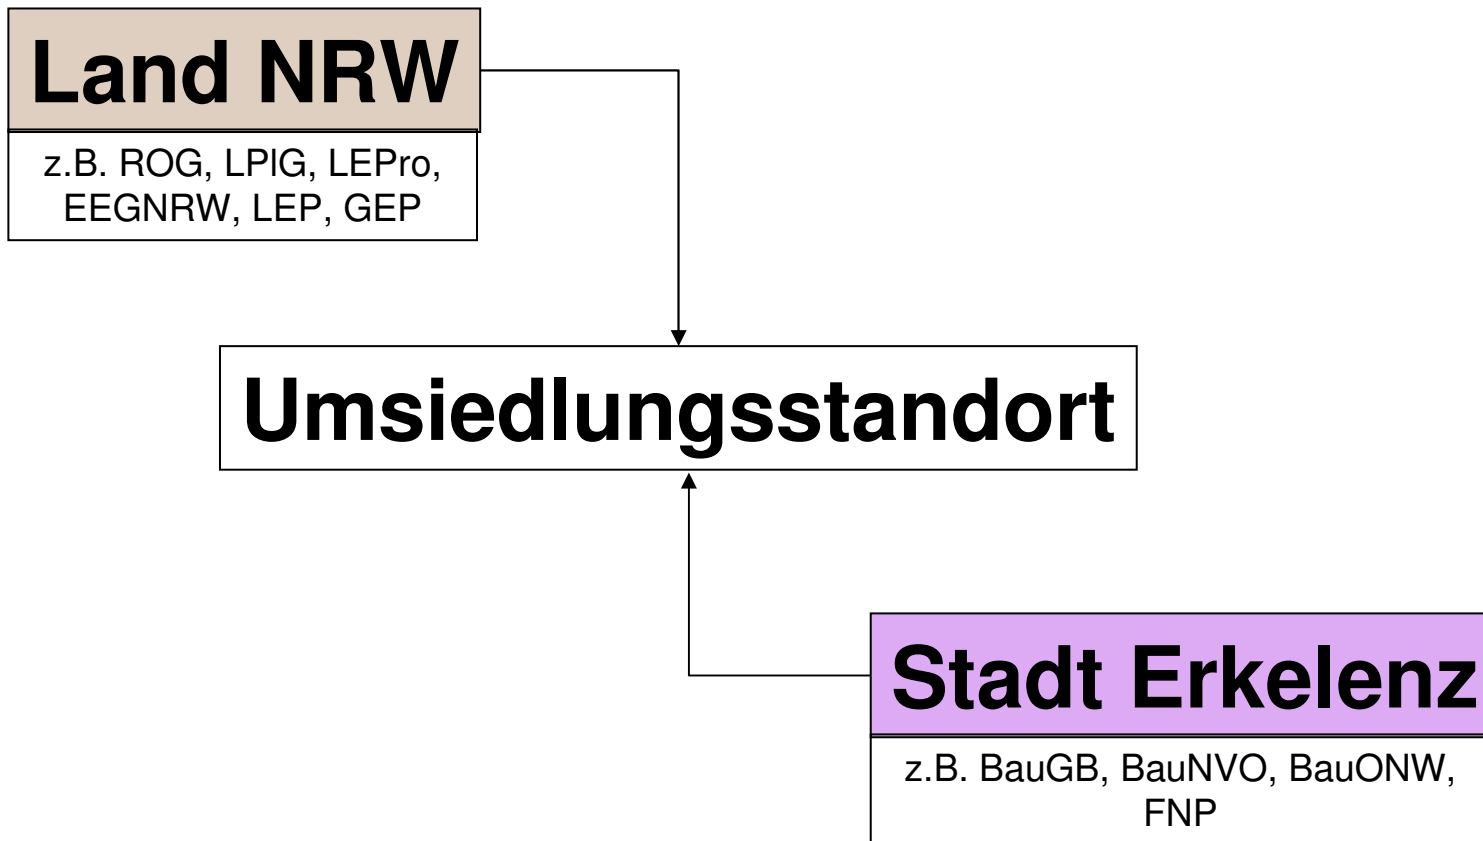 Land NRW
z.B. ROG, LPlG, LEPro,
EEGNRW, LEP, GEP
Umsiedlungsstandort
Stadt Erkelenz
z.B. BauGB, BauNVO, BauONW,
FNP